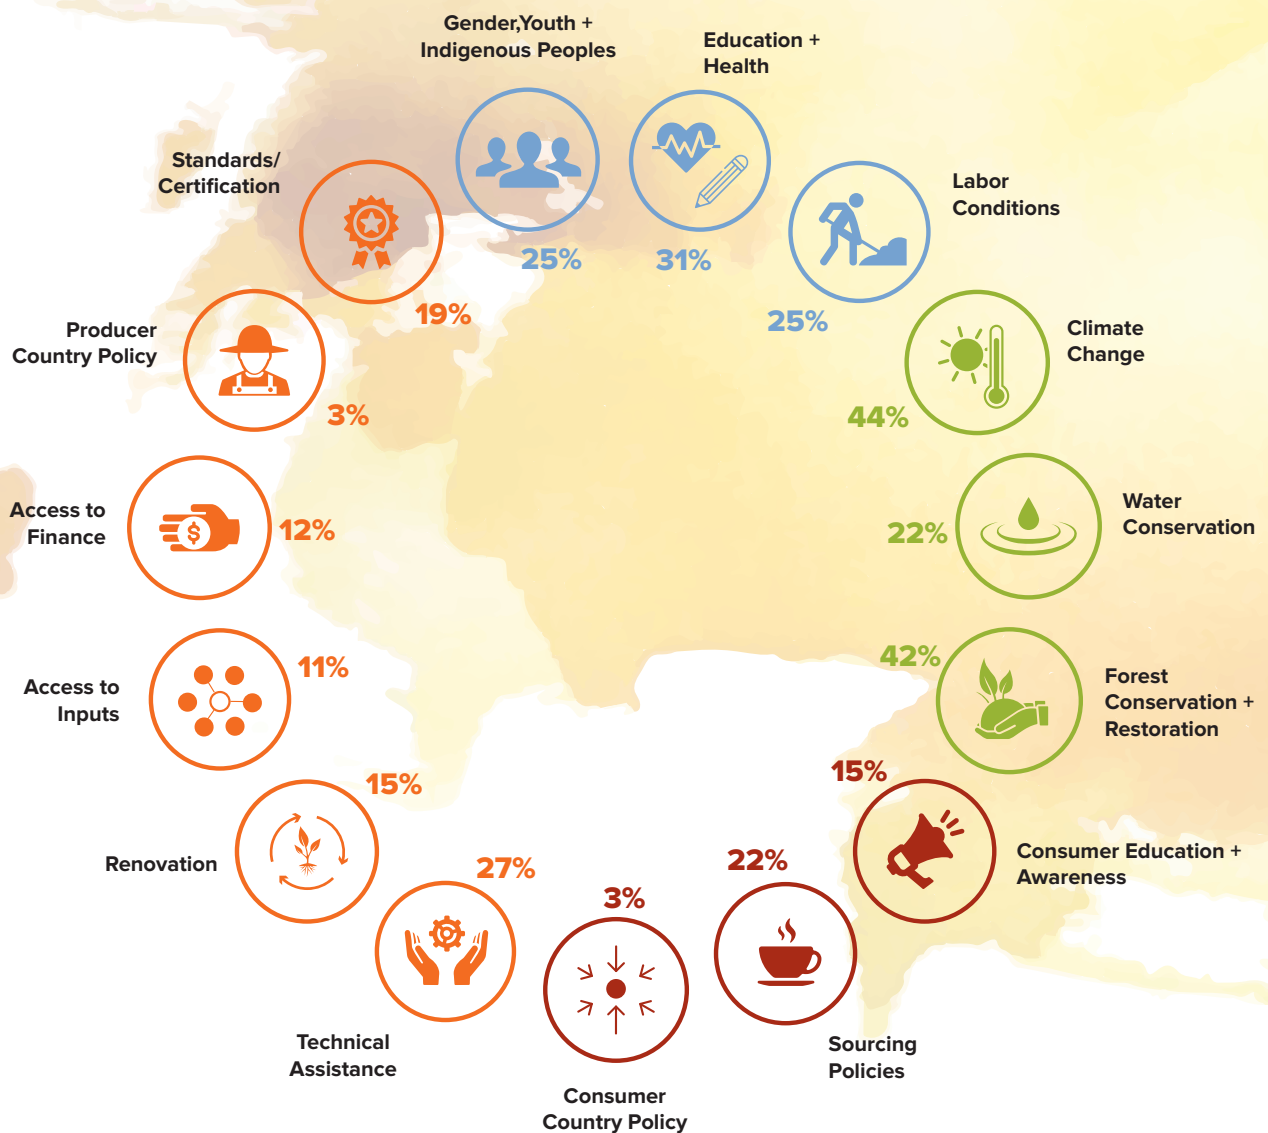 Gender,Youth +
Indigenous Peoples
25%
Education +
Health
31%
Labor
Conditions
25%
Climate
Change
44%
Water
Conservation
22%
Forest
Conservation +
Restoration
42%
Consumer Education +
Awareness
15%
Sourcing
Policies
22%
Consumer
Country Policy
3%
Technical
Assistance
27%
Renovation
15%
Access to
Inputs
11%
Access to
Finance
12%
$
Producer
Country Policy
3%
Standards/
Certification
19%